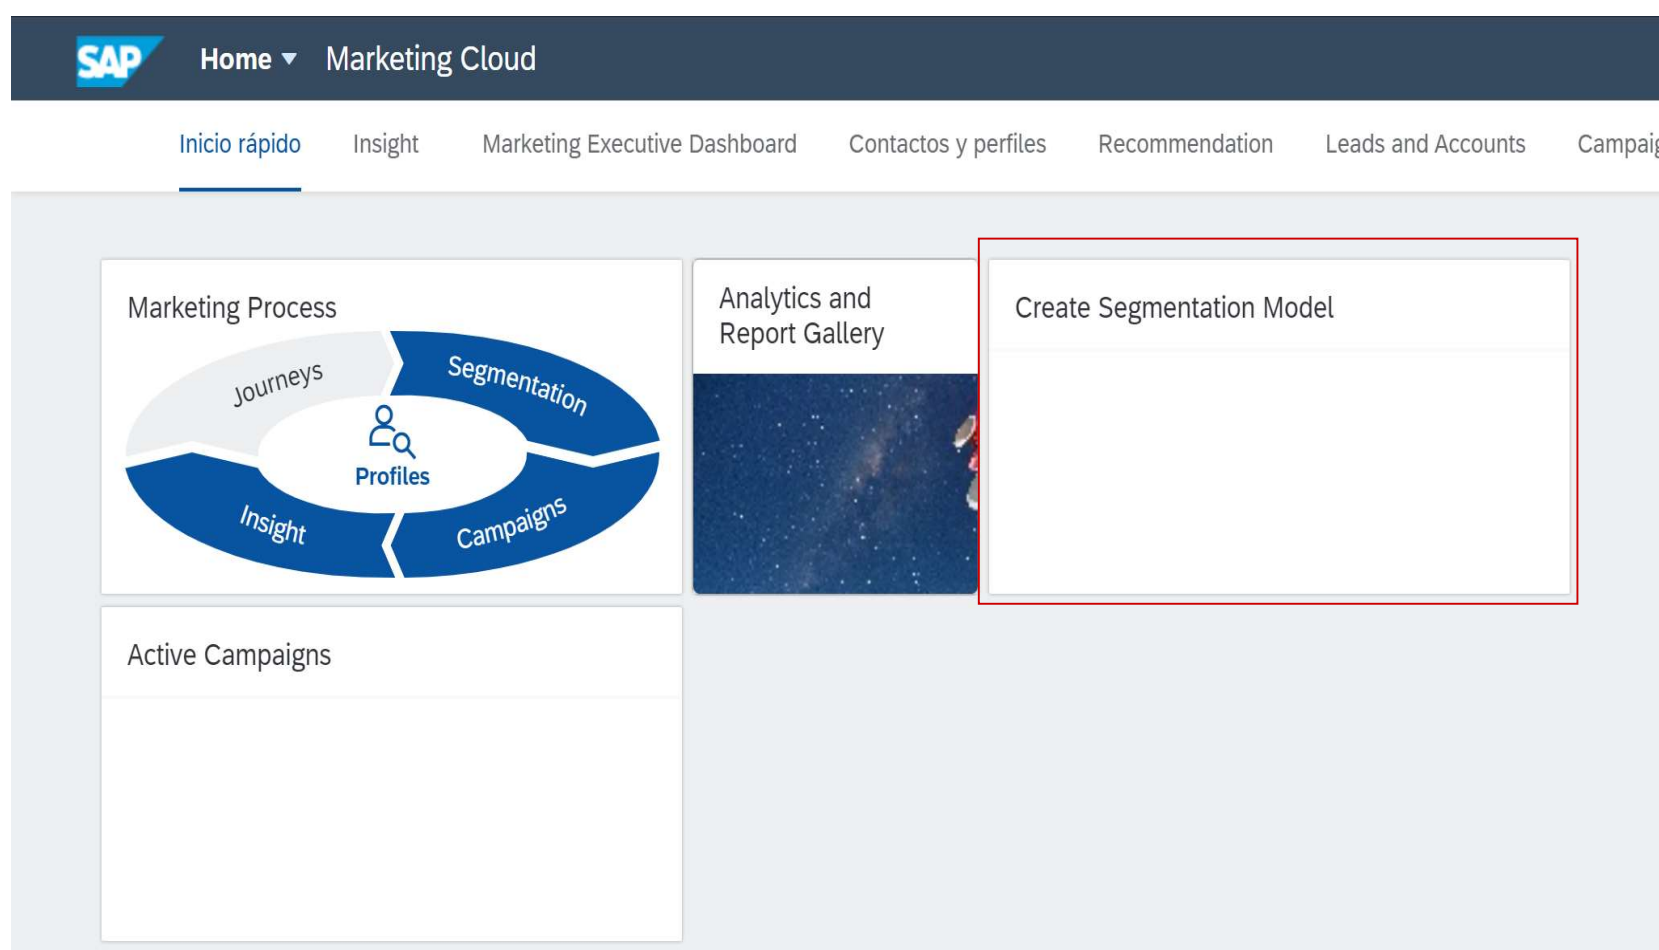 SAP Home Marketing Cloud
Inicio rápido Insight Marketing Executive Dashboard Contactos y perfiles Recommendation Leads and Accounts Campaig
Marketing Process
Journeys
Segmentation
Profiles
Insight
Campaigns
Analytics and
Report Gallery
Create Segmentation Model
Active Campaigns